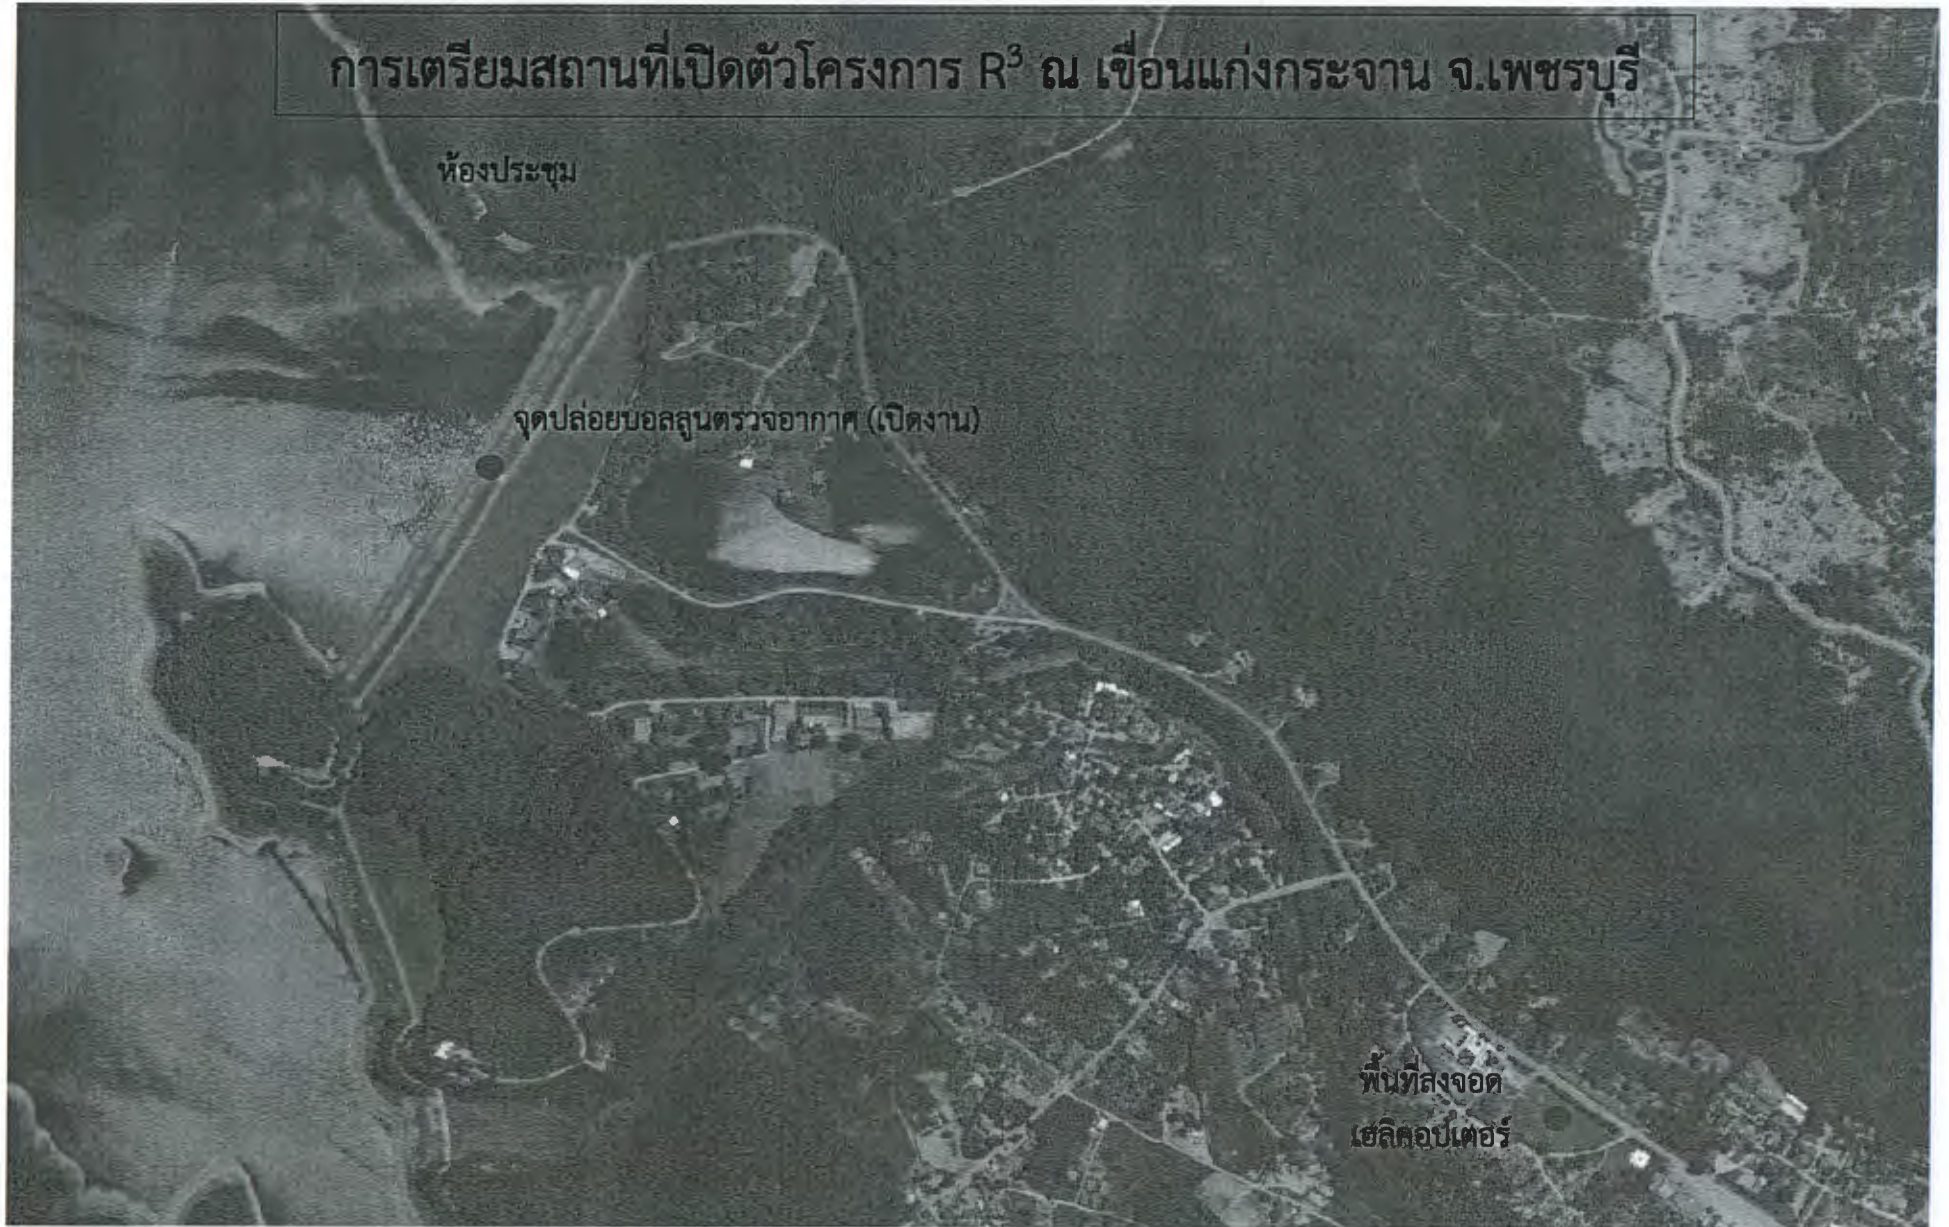 การเตรียมสถานที่เปิดตัวโครงการ R³ ณ เขื่อนแก่งกระจาน จ.เพชรบุรี
ห้องประชุม
จุดปล่อยบอลลูนตรวจอากาศ (เปิดงาน)
พื้นที่ลงจอด
เฮลิคอปเตอร์